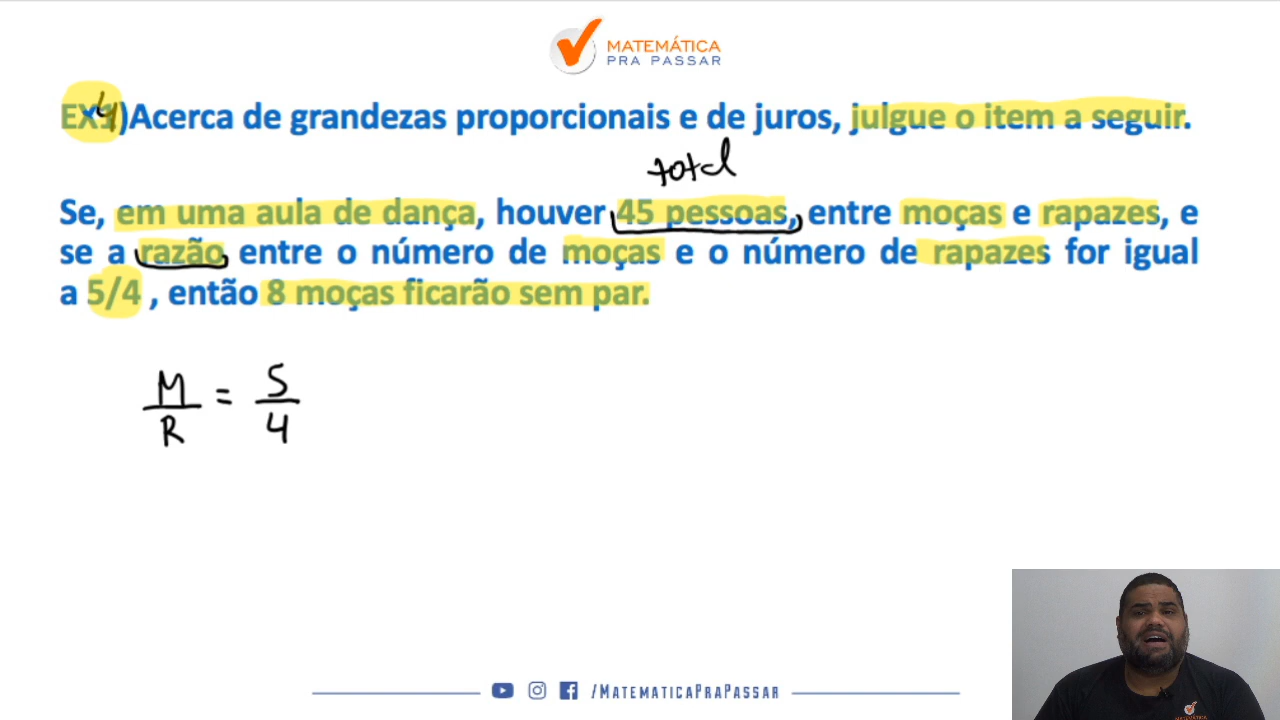 MATEMÁTICA
PRA PASSAR
EX4)Acerca de grandezas proporcionais e de juros, julgue o item a seguir.
total
Se, em uma aula de dança, houver 45 pessoas, entre moças e rapazes, e
se a razão entre o número de moças e o número de rapazes for igual
a 5/4 , então 8 moças ficarão sem par.
M/R = 5/4
/MATEMATICAPRAPASSAR